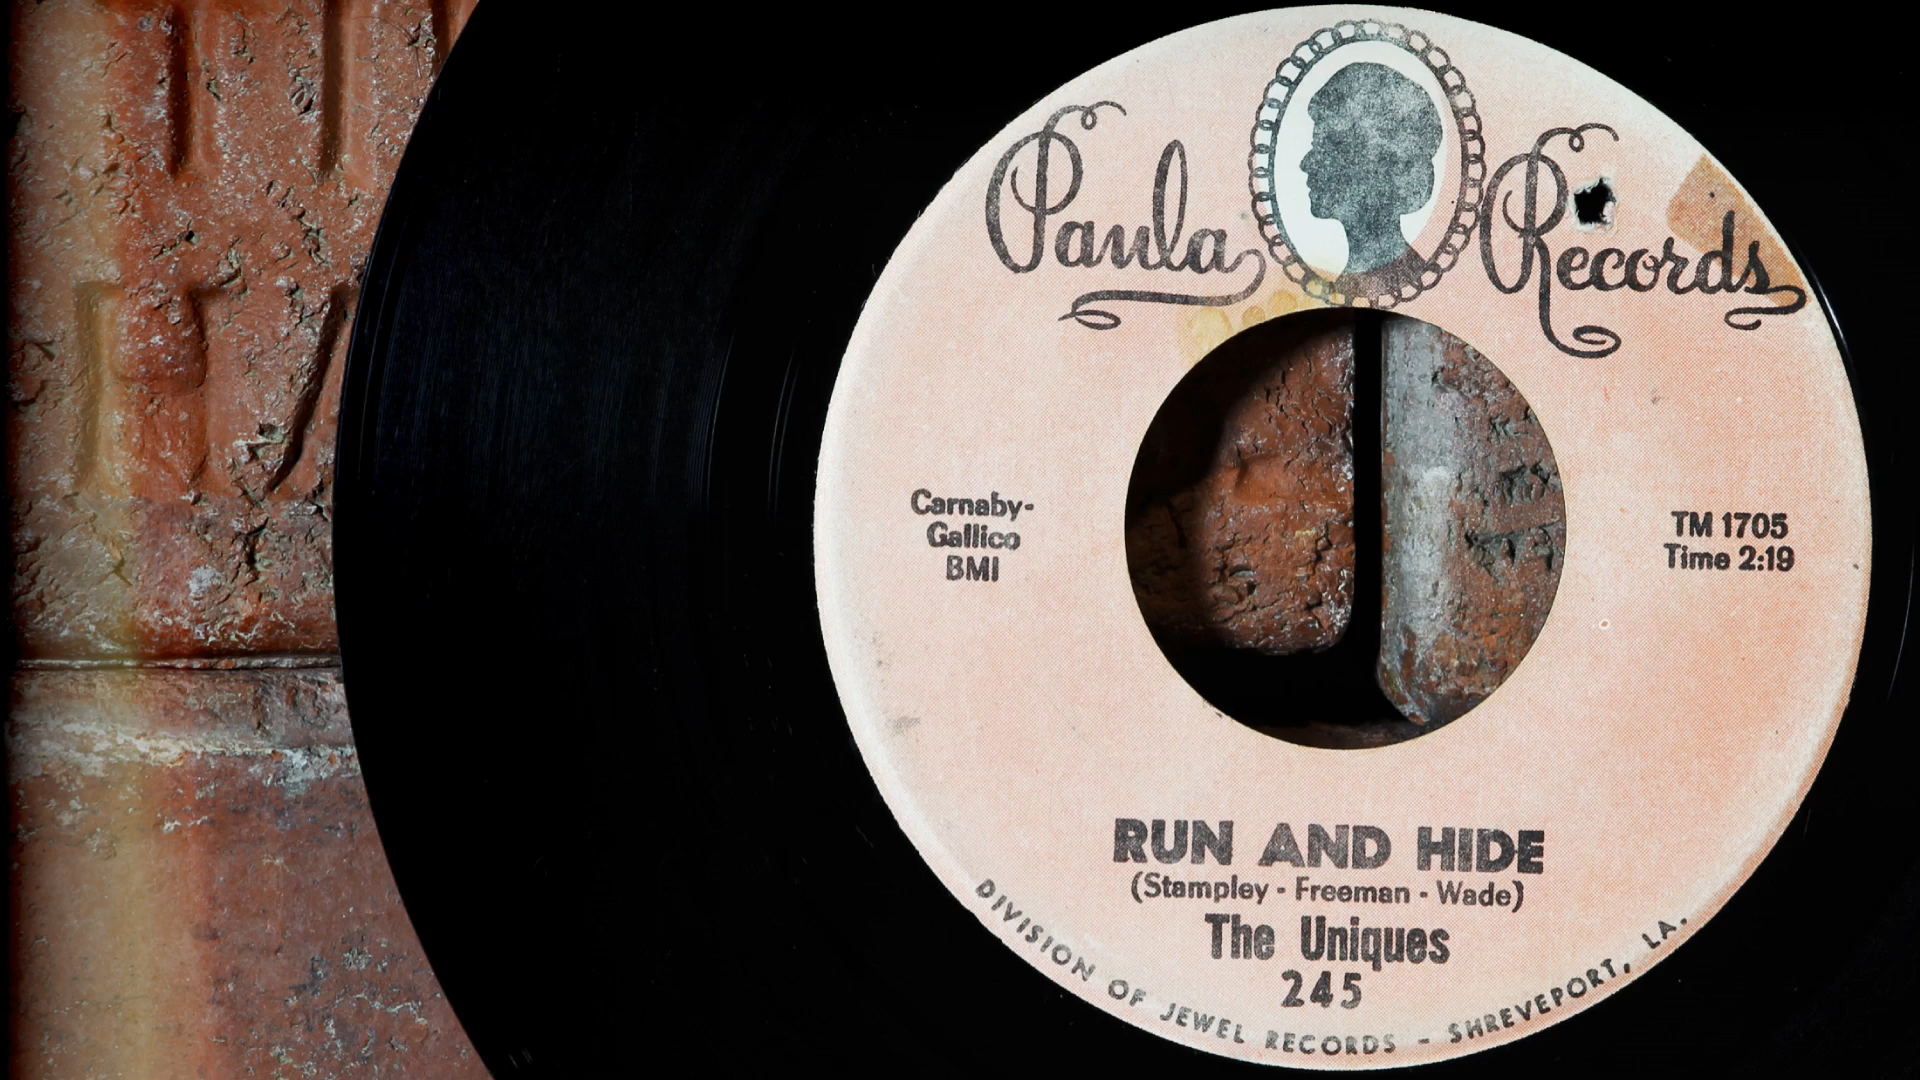 Paula Records
Carnaby-
Gallico
BMI
TM 1705
Time 2:19
RUN AND HIDE
(Stampley - Freeman - Wade)
The Uniques
245
DIVISION OF JEWEL RECORDS - SHREVEPORT, LA.